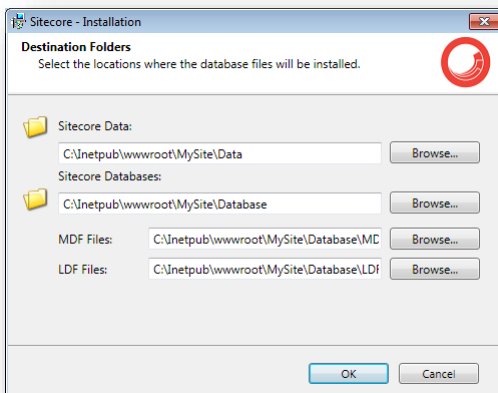 Sitecore - Installation
Destination Folders
Select the locations where the database files will be installed.
Sitecore Data:
C:\Inetpub\wwwroot\MySite\Data
Browse...
Sitecore Databases:
C:\Inetpub\wwwroot\MySite\Database
Browse...
MDF Files:
C:\Inetpub\wwwroot\MySite\Database\MD
Browse...
LDF Files:
C:\Inetpub\wwwroot\MySite\Database\LDF
Browse...
OK
Cancel